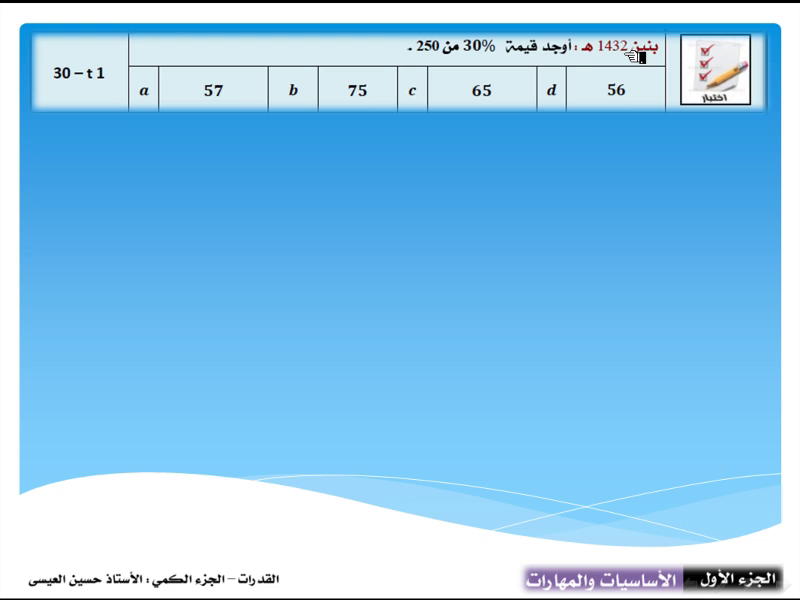 بنين 1432 هـ : أوجد قيمة 30% من 250 .
30 – t 1
a 57 b 75 c 65 d 56
اختبار
الجزء الأول الأساسيات والمهارات
القدرات – الجزء الكمي : الأستاذ حسين العيسى